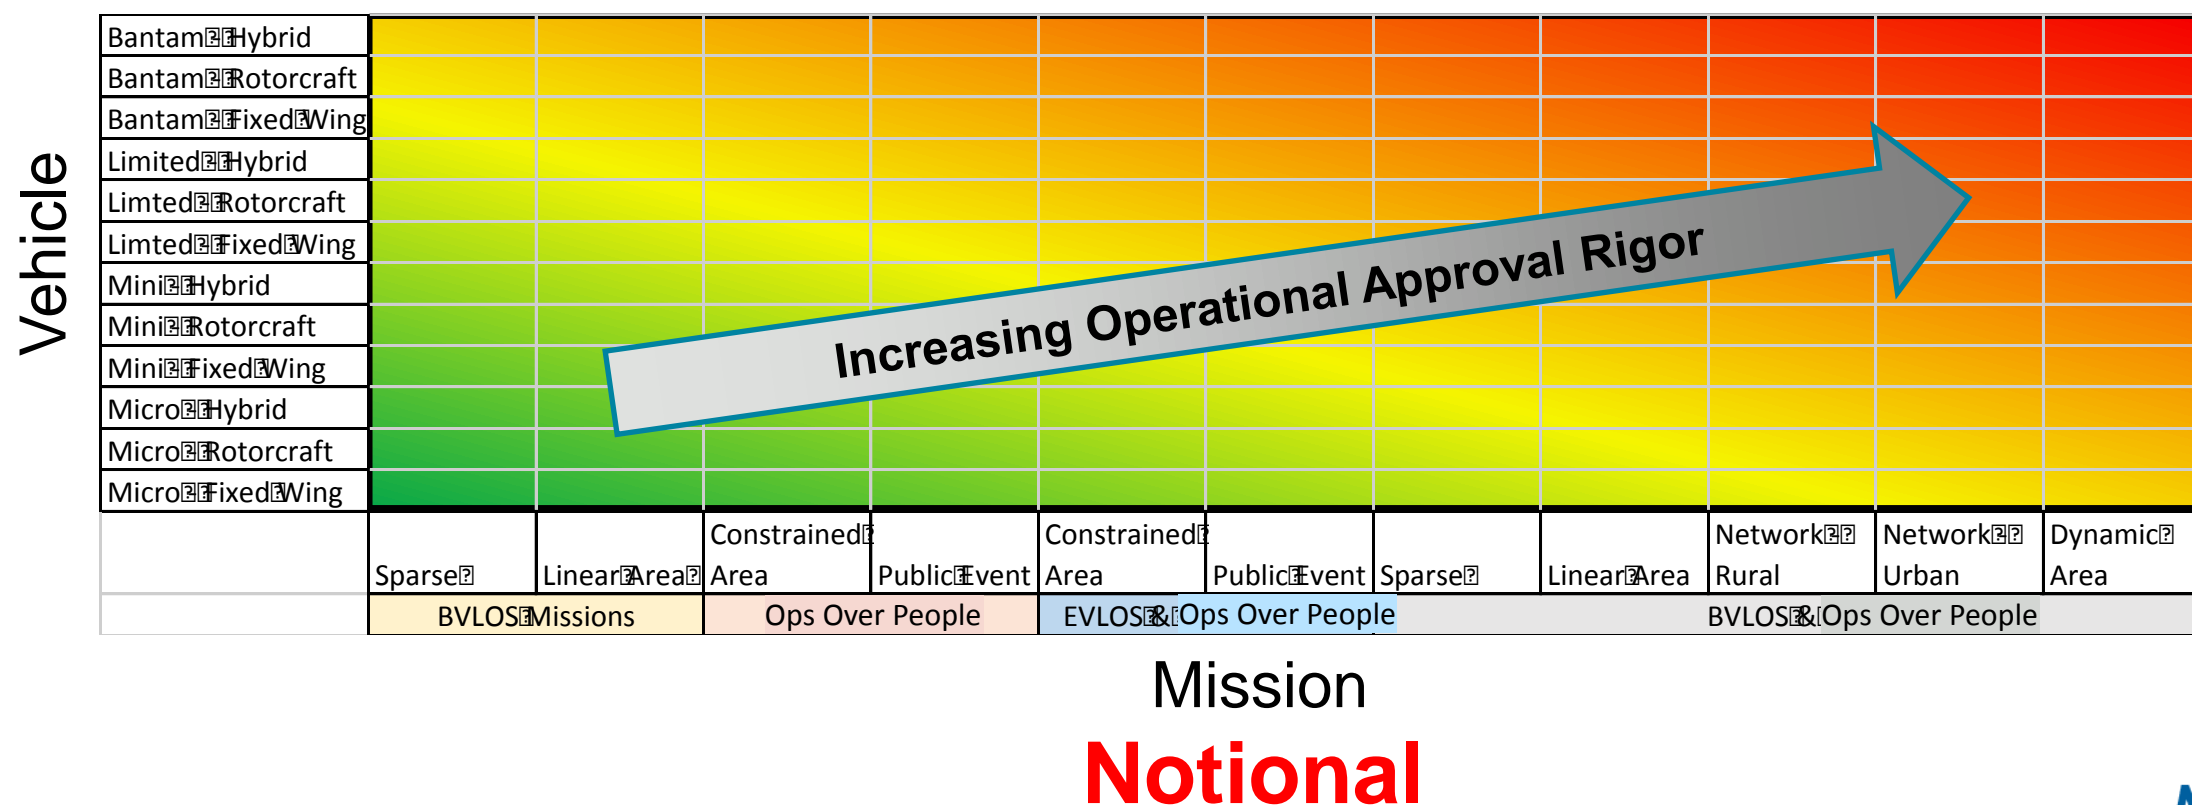 Vehicle
Bantam - Hybrid
Bantam - Rotorcraft
Bantam - Fixed Wing
Limited - Hybrid
Limted - Rotorcraft
Limted - Fixed Wing
Mini - Hybrid
Mini - Rotorcraft
Mini - Fixed Wing
Micro - Hybrid
Micro - Rotorcraft
Micro - Fixed Wing
Increasing Operational Approval Rigor
Sparse
Linear Area
Constrained
Area
Public Event
Constrained
Area
Public Event
Sparse
Linear Area
Network -
Rural
Network -
Urban
Dynamic
Area
BVLOS Missions
Ops Over People
EVLOS & Ops Over People
BVLOS & Ops Over People
Mission
Notional